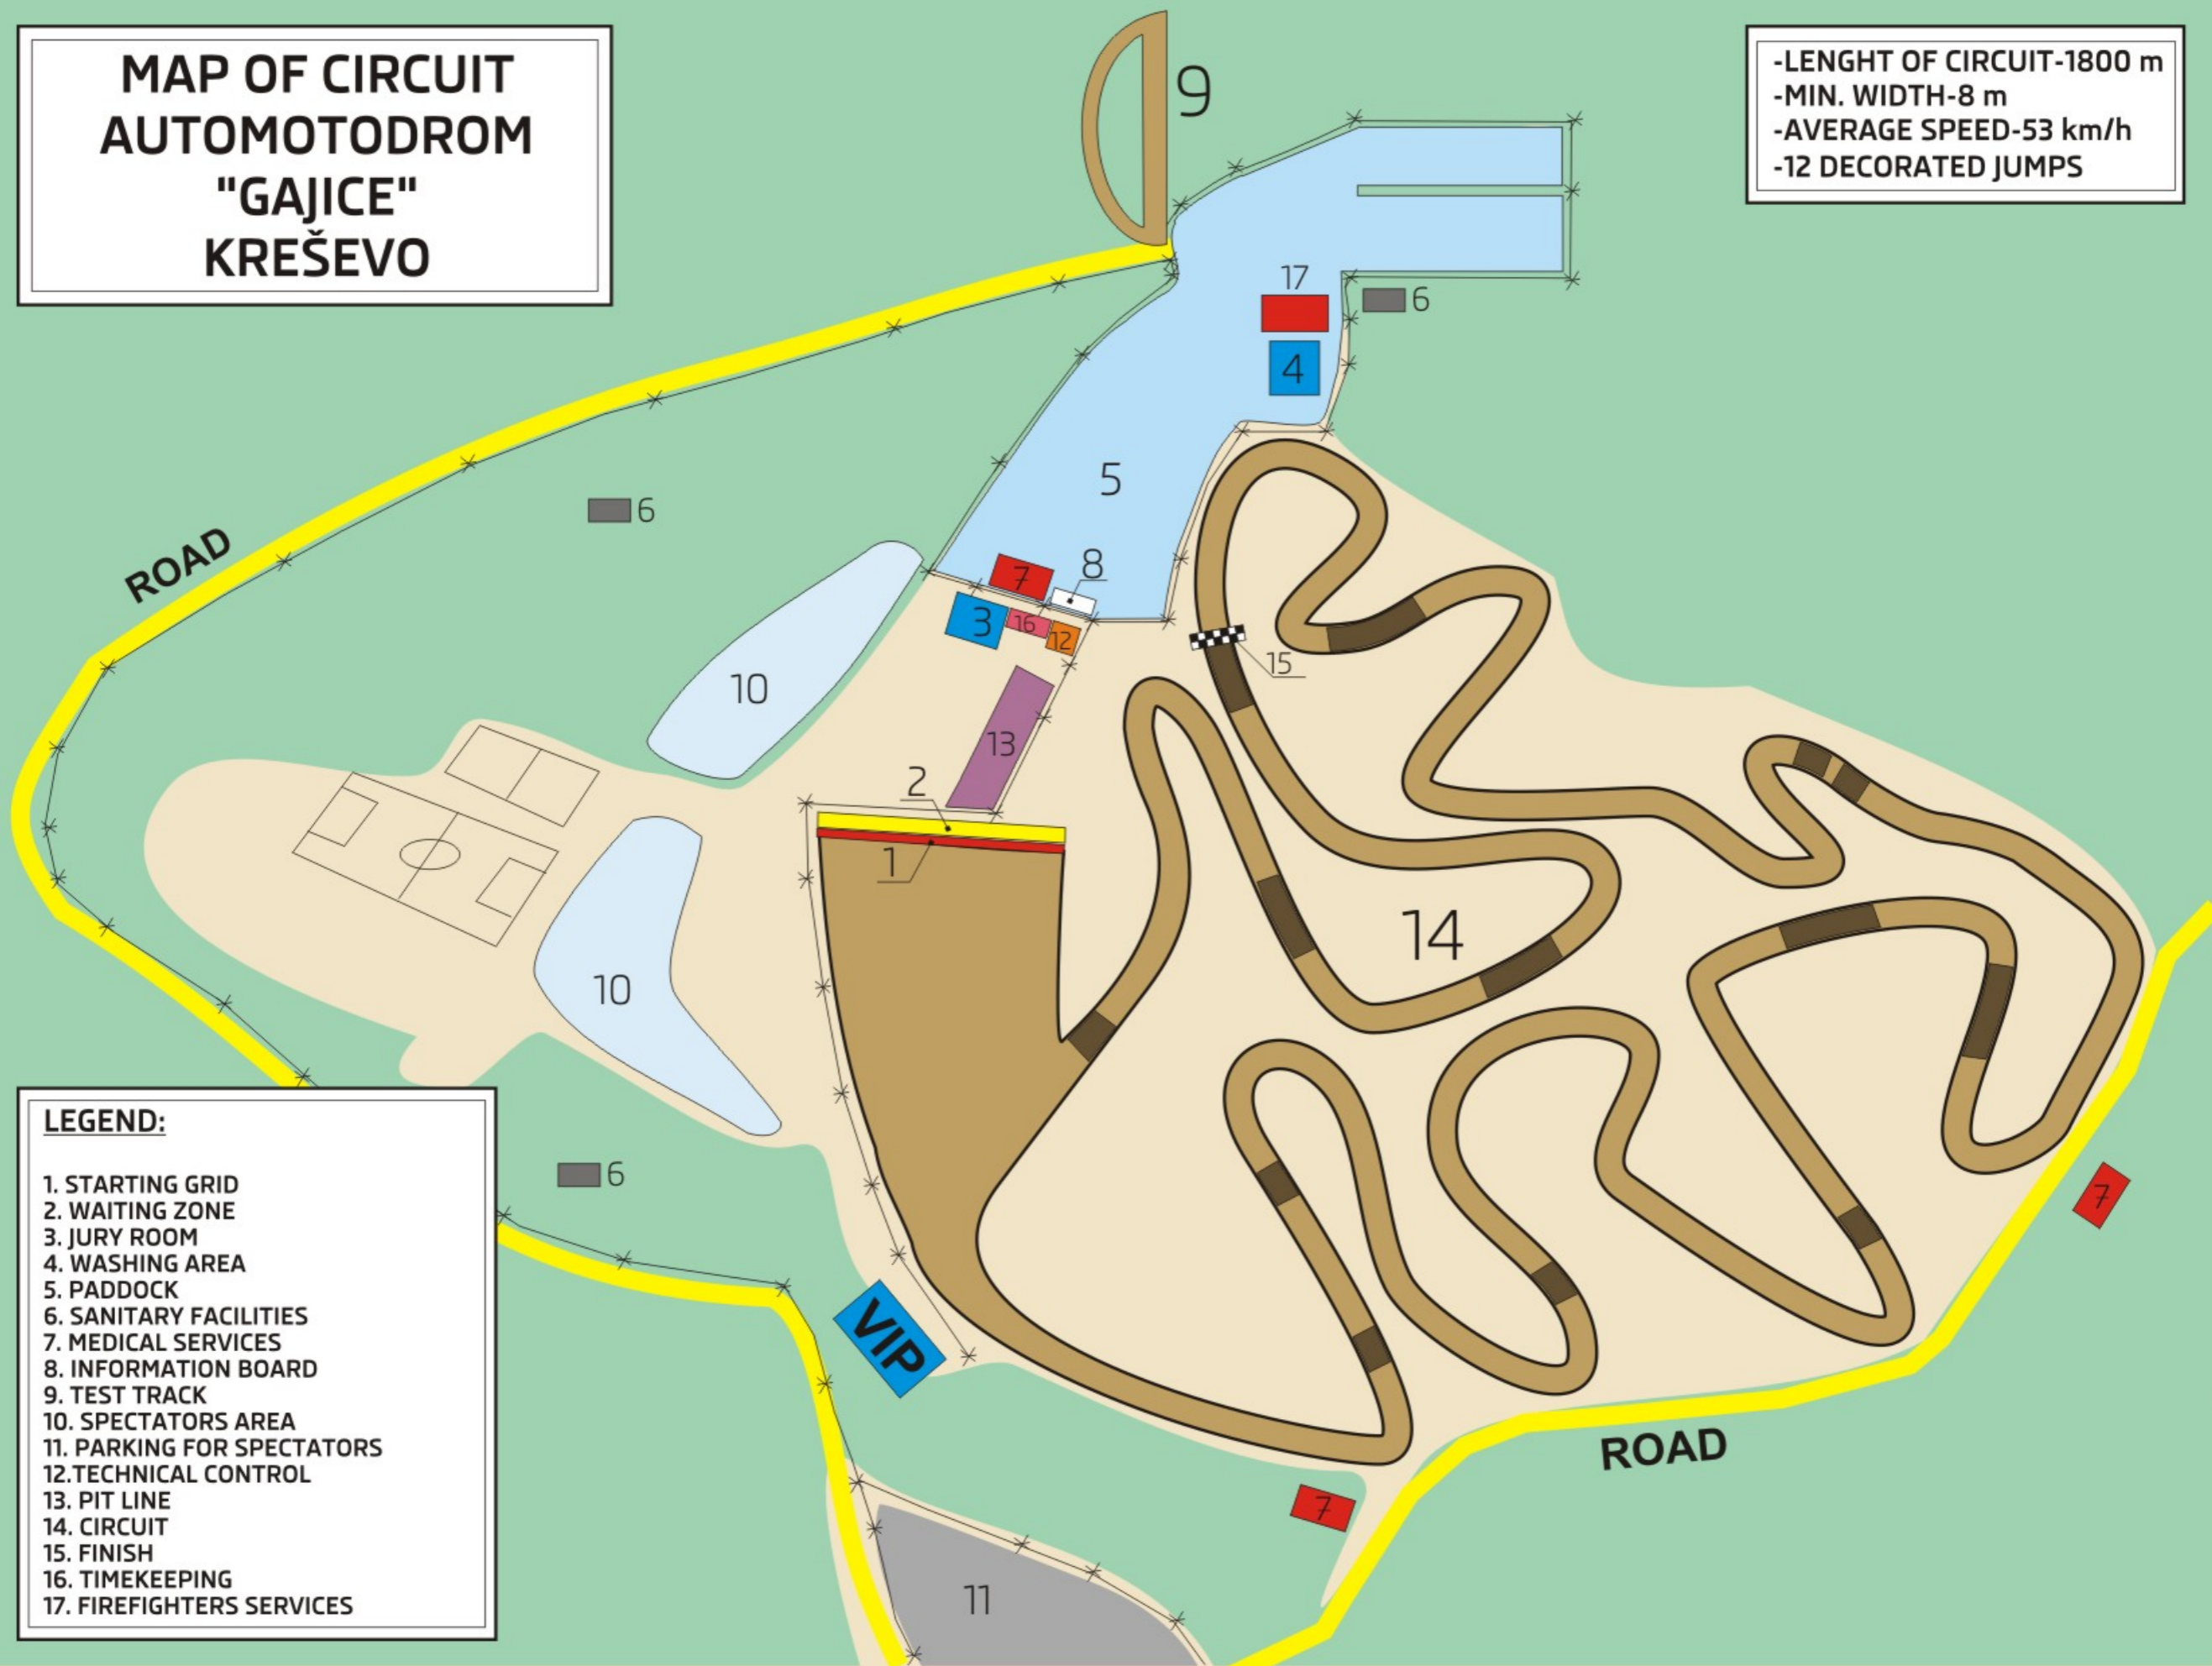 MAP OF CIRCUIT
AUTOMOTODROM
"GAJICE"
KREŠEVO
-LENGHT OF CIRCUIT-1800 m
-MIN. WIDTH-8 m
-AVERAGE SPEED-53 km/h
-12 DECORATED JUMPS
9
17
6
4
5
6
ROAD
7
8
3
16
12
15
10
13
2
1
14
10
6
7
VIP
ROAD
7
11
LEGEND:
1. STARTING GRID
2. WAITING ZONE
3. JURY ROOM
4. WASHING AREA
5. PADDOCK
6. SANITARY FACILITIES
7. MEDICAL SERVICES
8. INFORMATION BOARD
9. TEST TRACK
10. SPECTATORS AREA
11. PARKING FOR SPECTATORS
12.TECHNICAL CONTROL
13. PIT LINE
14. CIRCUIT
15. FINISH
16. TIMEKEEPING
17. FIREFIGHTERS SERVICES